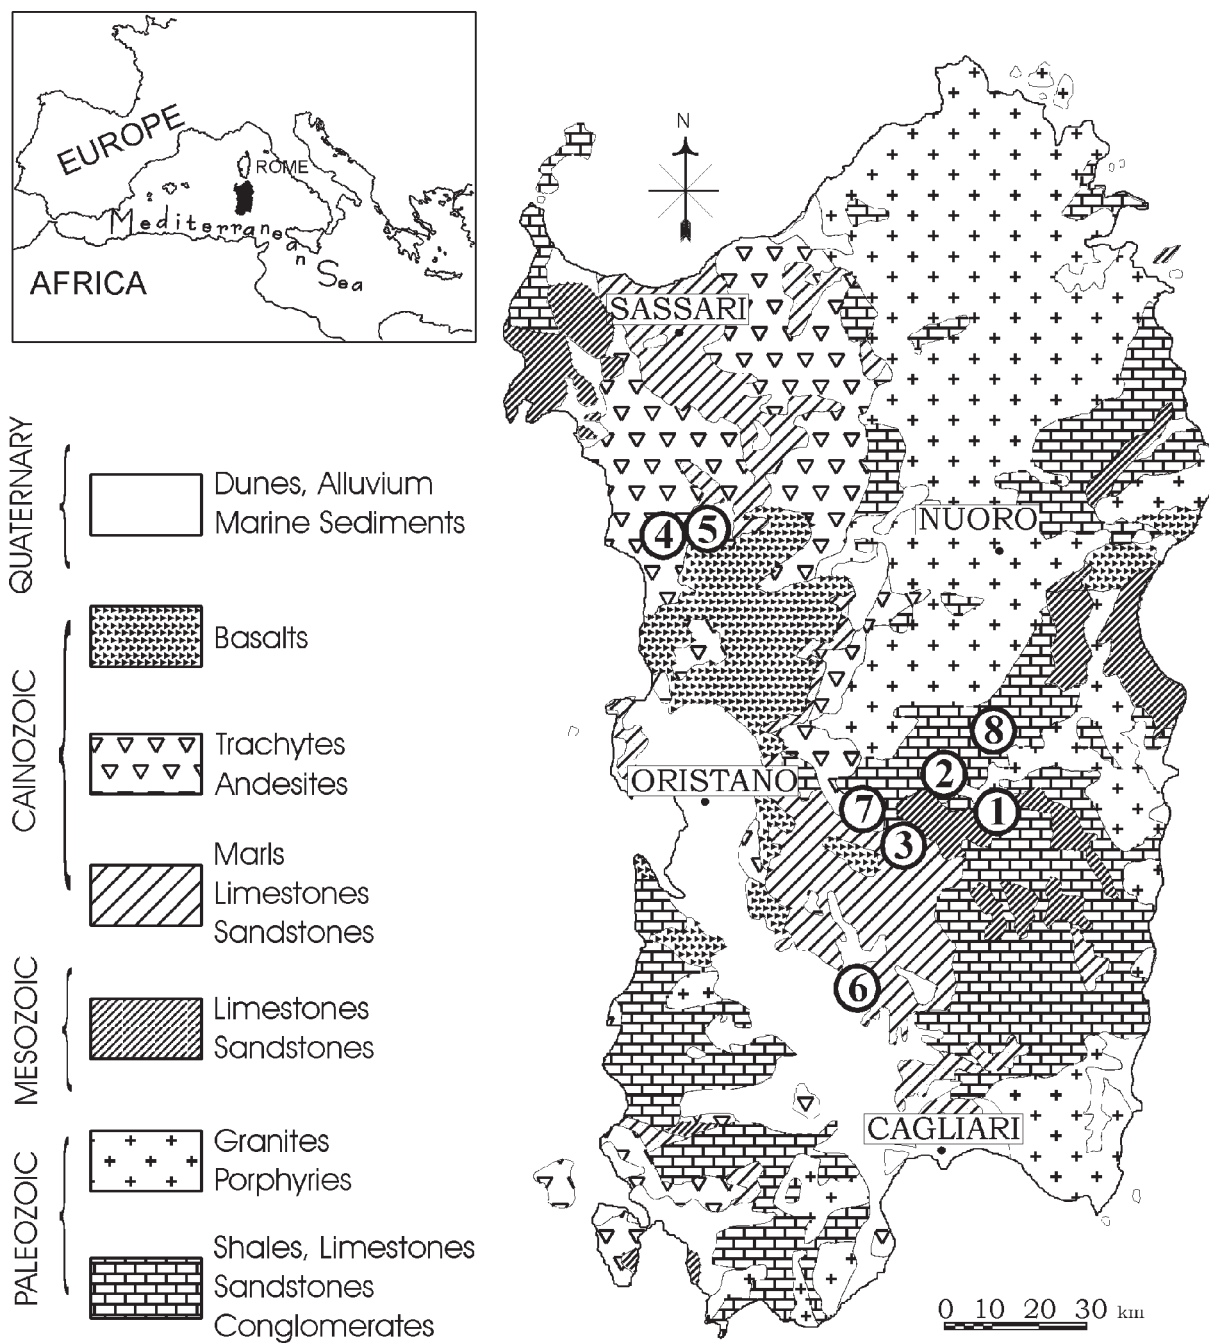 EUROPE
ROME
Mediterranean Sea
AFRICA
N
SASSARI
NUORO
ORISTANO
CAGLIARI
4
5
8
2
7
1
3
6
QUATERNARY
Dunes, Alluvium
Marine Sediments
CAINOZOIC
Basalts
Trachytes
Andesites
Marls
Limestones
Sandstones
MESOZOIC
Limestones
Sandstones
PALEOZOIC
Granites
Porphyries
Shales, Limestones
Sandstones
Conglomerates
0 10 20 30 km